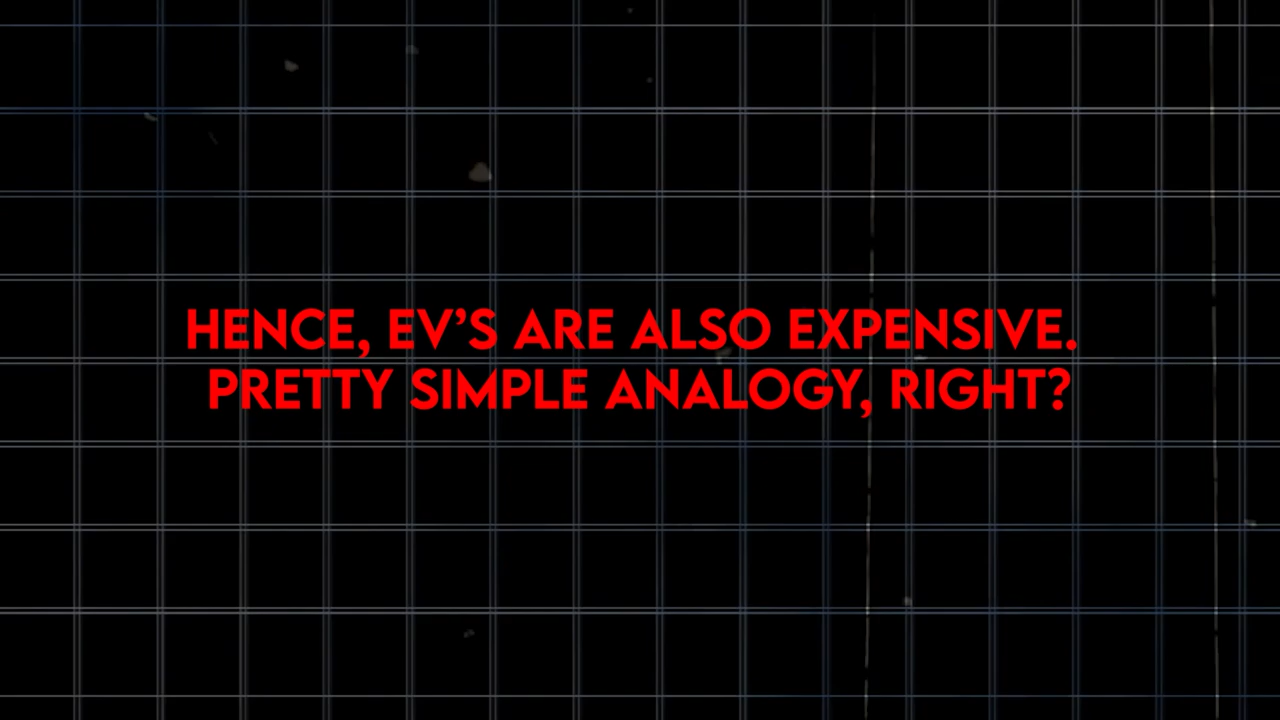 HENCE, EV’S ARE ALSO EXPENSIVE.
PRETTY SIMPLE ANALOGY, RIGHT?